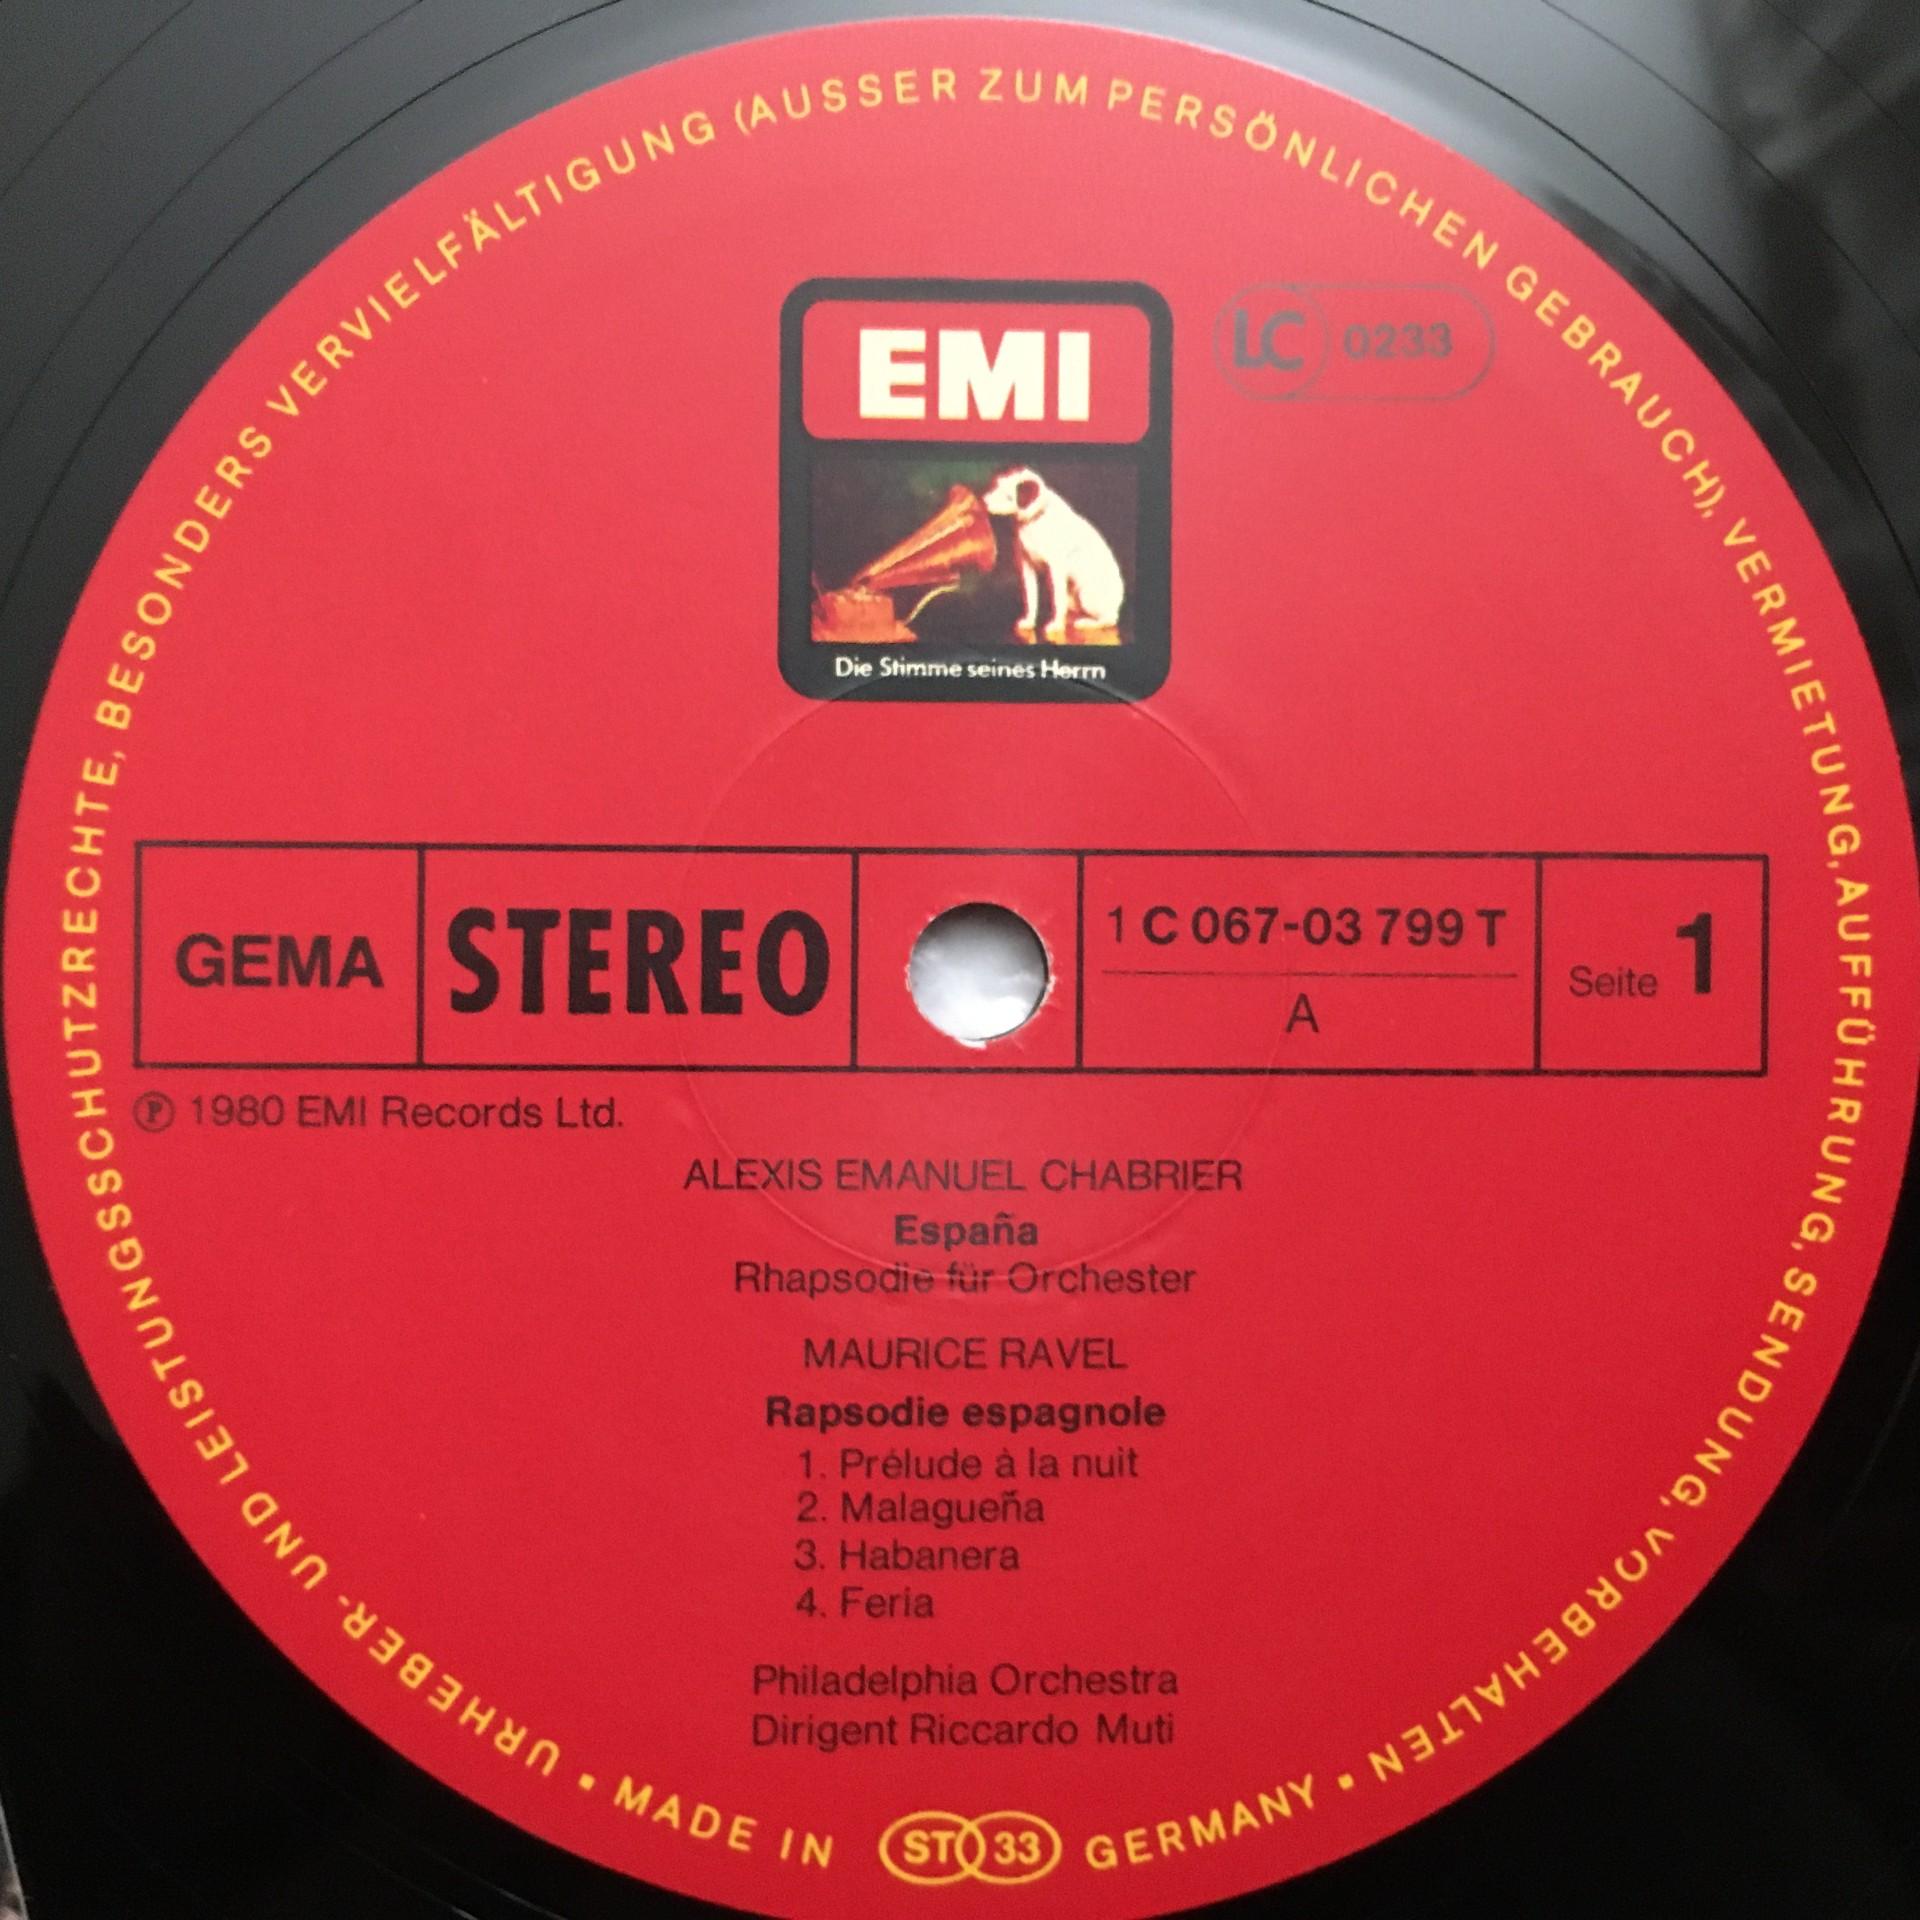 URHEBER- UND LEISTUNGSSCHUTZRECHTE, BESONDERS VERVIELFÄLTIGUNG (AUSSER ZUM PERSÖNLICHEN GEBRAUCH), VERMIETUNG, AUFFÜHRUNG, SENDUNG, VORBEHALTEN • MADE IN ST 33 GERMANY •
EMI
LC 0233
Die Stimme seines Herrn
GEMA
STEREO
1 C 067-03 799 T
A
Seite 1
℗ 1980 EMI Records Ltd.
ALEXIS EMANUEL CHABRIER
España
Rhapsodie für Orchester
MAURICE RAVEL
Rapsodie espagnole
1. Prélude à la nuit
2. Malagueña
3. Habanera
4. Feria
Philadelphia Orchestra
Dirigent Riccardo Muti